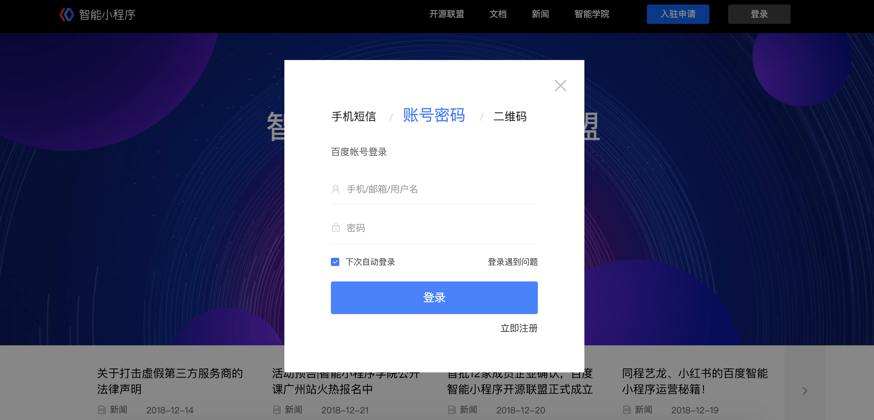 智能小程序
开源联盟 文档 新闻 智能学院 入驻申请 登录
智
盟
手机短信 / 账号密码 / 二维码
百度帐号登录
手机/邮箱/用户名
密码
下次自动登录 登录遇到问题
登录
立即注册
关于打击虚假第三方服务商的
法律声明
新闻 2018-12-14
活动预告|智能小程序学院公开
课广州站火热报名中
新闻 2018-12-21
首批12家成员企业确认，百度
智能小程序开源联盟正式成立
新闻 2018-12-20
同程艺龙、小红书的百度智能
小程序运营秘籍！
新闻 2018-12-19